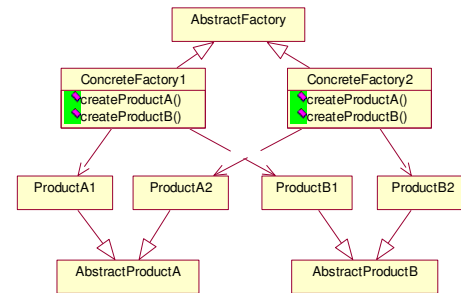 AbstractFactory
ConcreteFactory1
createProductA()
createProductB()
ConcreteFactory2
createProductA()
createProductB()
ProductA1
ProductA2
ProductB1
ProductB2
AbstractProductA
AbstractProductB